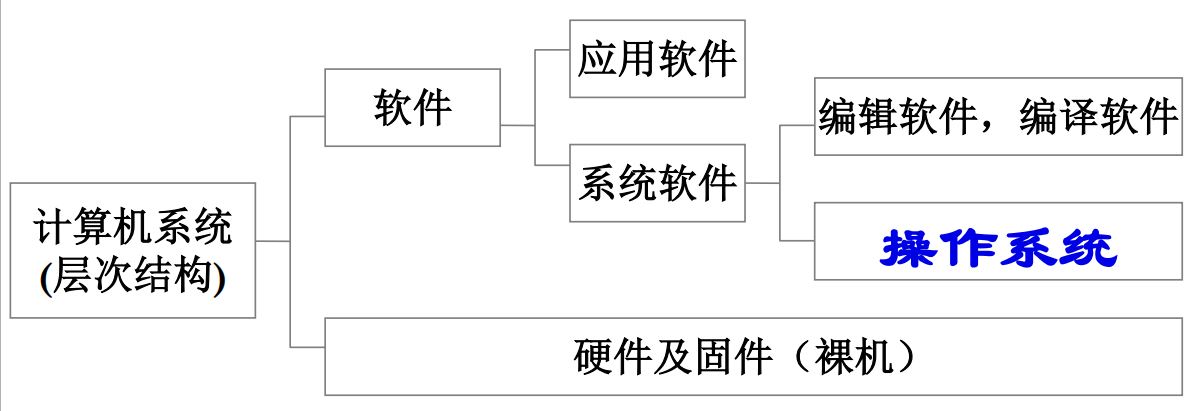 应用软件
软件
编辑软件，编译软件
系统软件
计算机系统
(层次结构)
操作系统
硬件及固件（裸机）